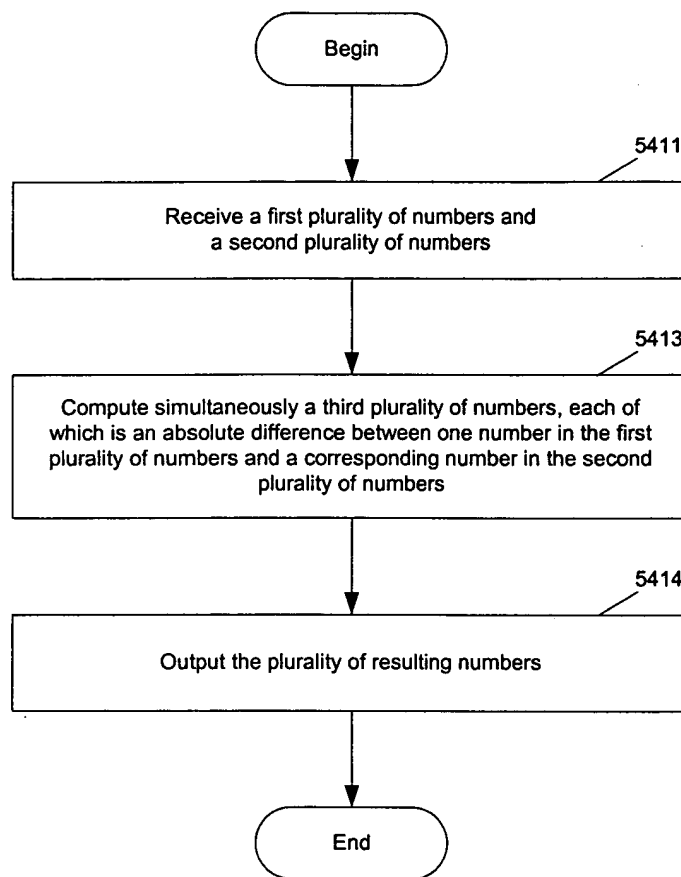 Begin
5411
Receive a first plurality of numbers and
a second plurality of numbers
5413
Compute simultaneously a third plurality of numbers, each of
which is an absolute difference between one number in the first
plurality of numbers and a corresponding number in the second
plurality of numbers
5414
Output the plurality of resulting numbers
End